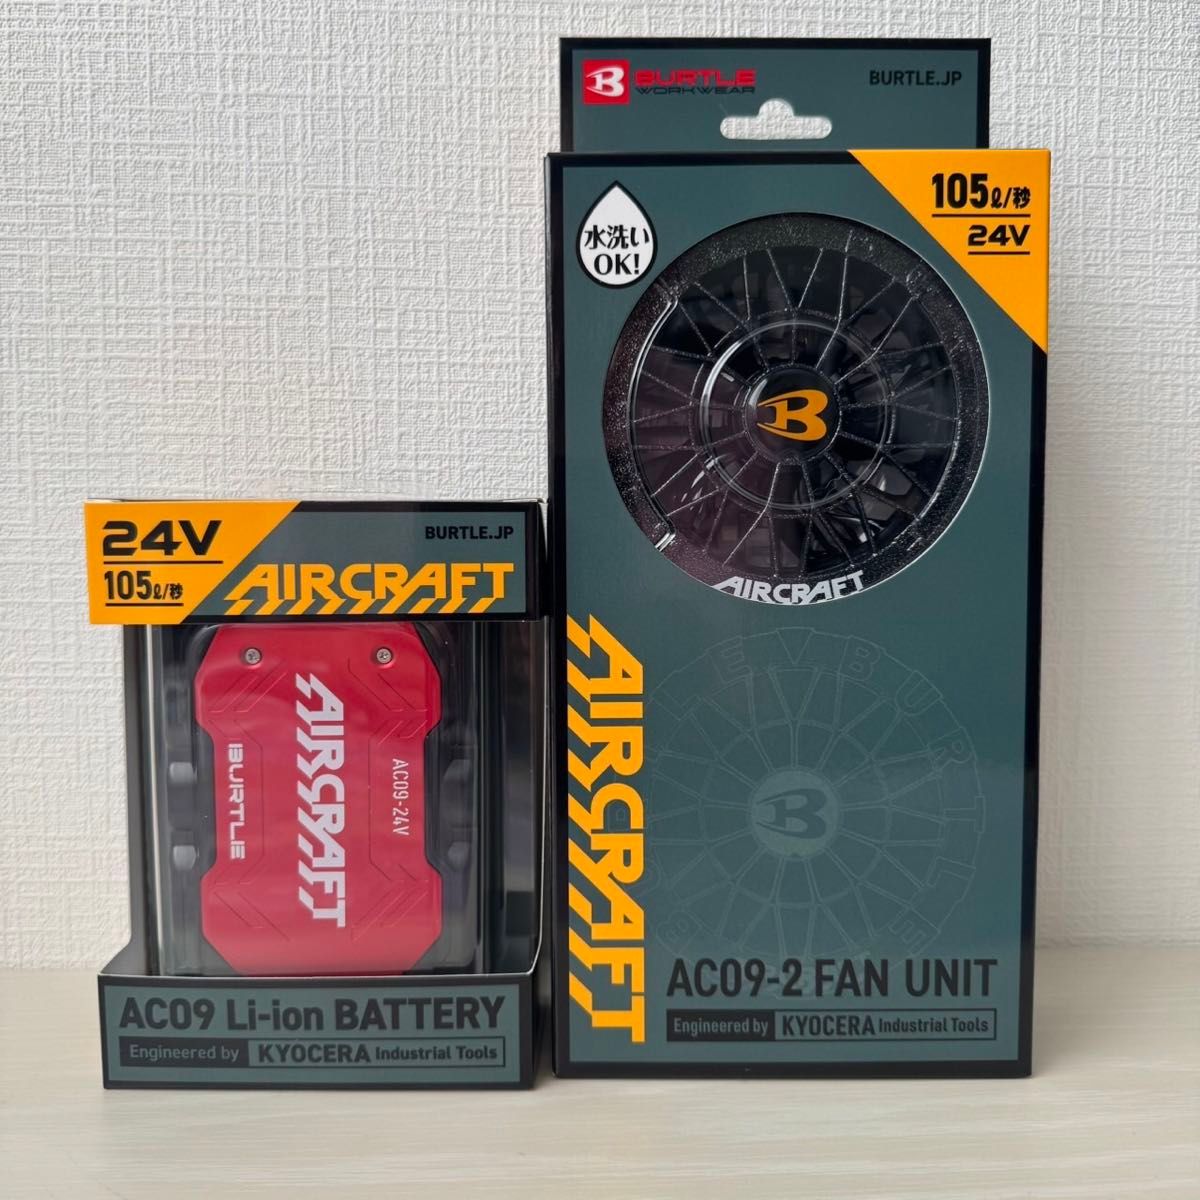 24V
105ℓ/秒
BURTLE.JP
AIRCRAFT
BURTLE
AIRCRAFT
AC09-24V
AC09 Li-ion BATTERY
Engineered by KYOCERA Industrial Tools
B BURTLE
WORKWEAR
BURTLE.JP
105ℓ/秒
24V
水洗い
OK!
B
AIRCRAFT
AIRCRAFT
B
AC09-2 FAN UNIT
Engineered by KYOCERA Industrial Tools